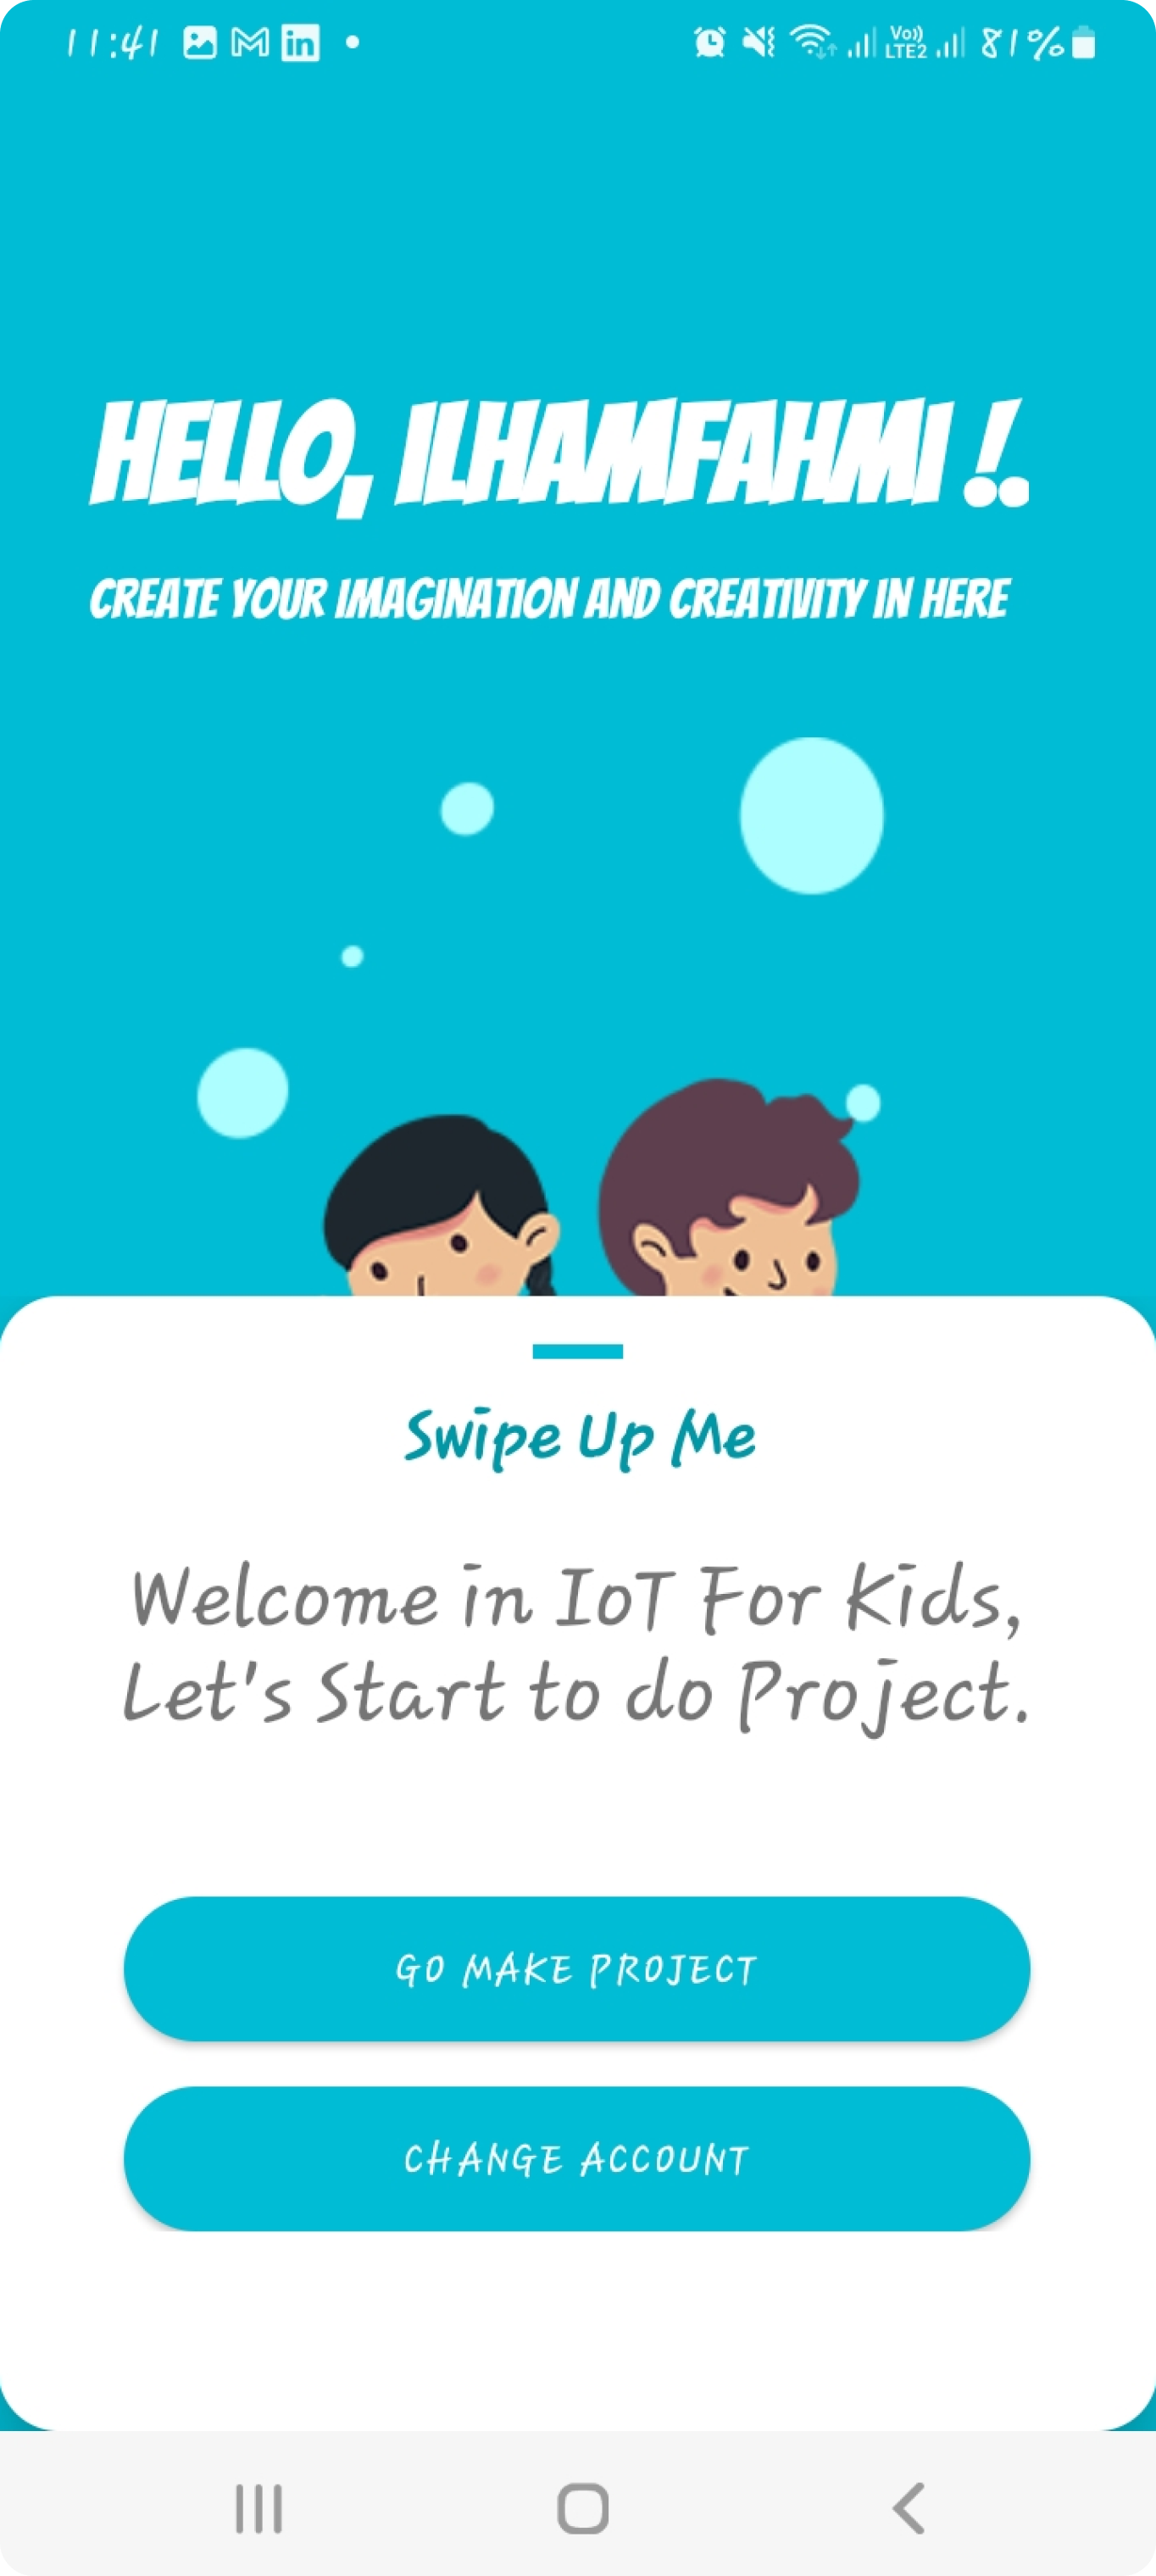 11:41
in
Vo))
LTE2
81%
HELLO, ILHAMFAHMI !.
CREATE YOUR IMAGINATION AND CREATIVITY IN HERE
Swipe Up Me
Welcome in IoT For Kids,
Let's Start to do Project.
GO MAKE PROJECT
CHANGE ACCOUNT